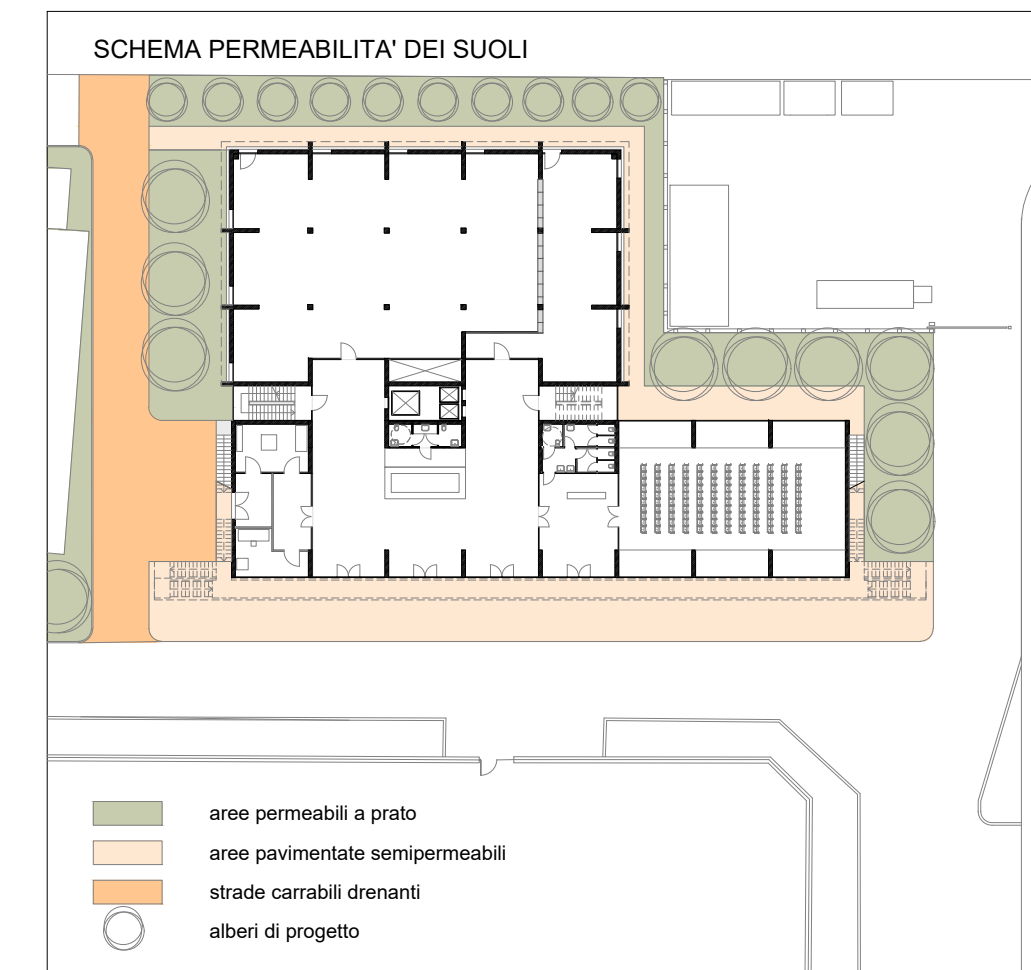 SCHEMA PERMEABILITA' DEI SUOLI
aree permeabili a prato
aree pavimentate semipermeabili
strade carrabili drenanti
alberi di progetto